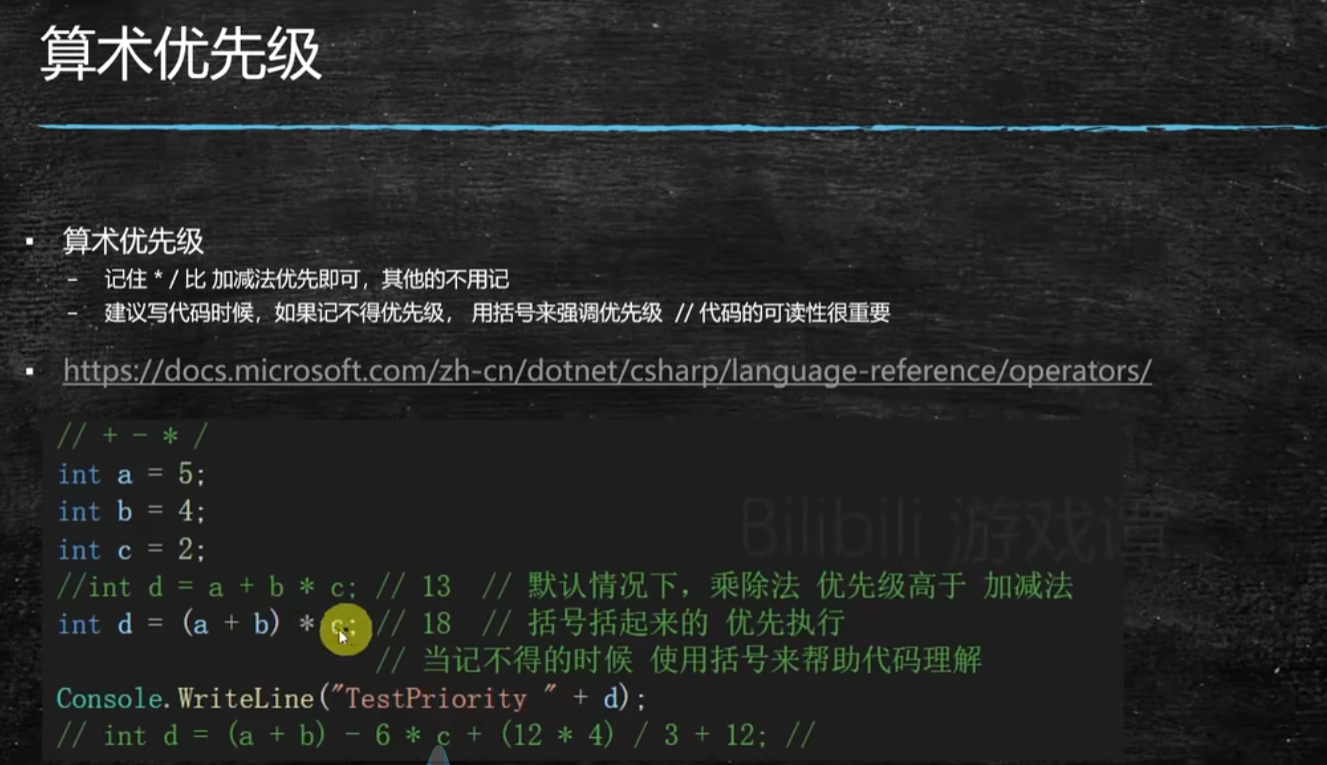 算术优先级
▪ 算术优先级
– 记住 * / 比 加减法优先即可，其他的不用记
– 建议写代码时候，如果记不得优先级， 用括号来强调优先级 // 代码的可读性很重要
▪ https://docs.microsoft.com/zh-cn/dotnet/csharp/language-reference/operators/
// + - * /
int a = 5;
int b = 4;
int c = 2;
//int d = a + b * c; // 13 // 默认情况下，乘除法 优先级高于 加减法
int d = (a + b) * c; // 18 // 括号括起来的 优先执行
// 当记不得的时候 使用括号来帮助代码理解
Console.WriteLine("TestPriority " + d);
// int d = (a + b) - 6 * c + (12 * 4) / 3 + 12; //
Bilibili 游戏谭